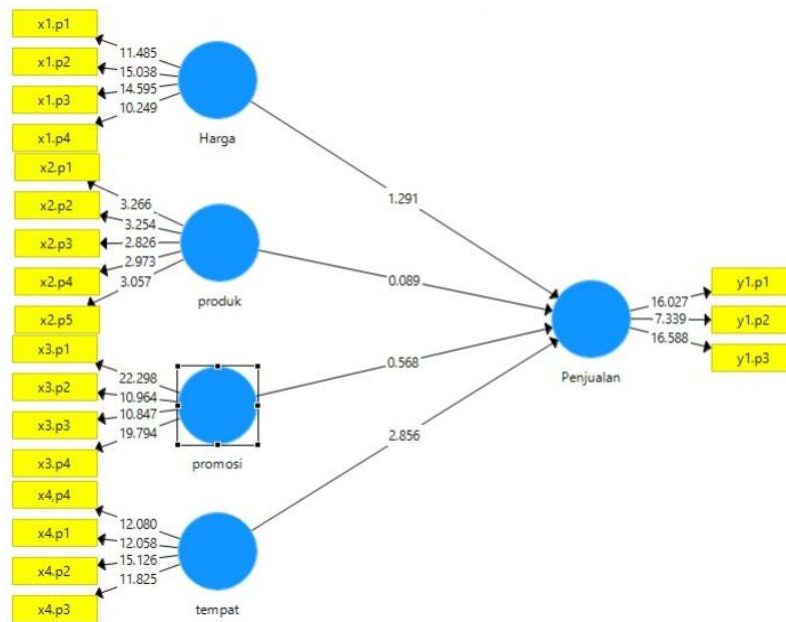 x1.p1
x1.p2
x1.p3
x1.p4
11.485
15.038
14.595
10.249
Harga
x2.p1
x2.p2
x2.p3
x2.p4
x2.p5
3.266
3.254
2.826
2.973
3.057
produk
x3.p1
x3.p2
x3.p3
x3.p4
22.298
10.964
10.847
19.794
promosi
x4,p4
x4.p1
x4.p2
x4.p3
12.080
12.058
15.126
11.825
tempat
1.291
0.089
0.568
2.856
Penjualan
16.027
7.339
16.588
y1.p1
y1.p2
y1.p3